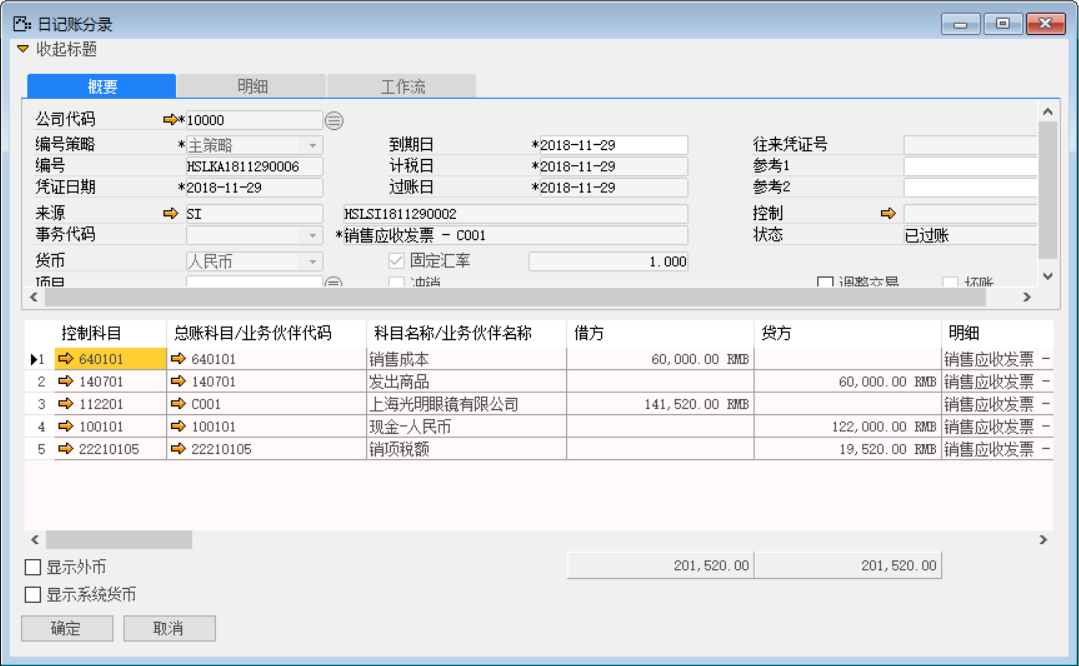 日记账分录
收起标题
概要 明细 工作流
公司代码 *10000
编号策略 *主策略 到期日 *2018-11-29 往来凭证号
编号 HSLKA1811290006 计税日 *2018-11-29 参考1
凭证日期 *2018-11-29 过账日 *2018-11-29 参考2
来源 SI HSLSI1811290002 控制
事务代码 *销售应收发票 - C001 状态 已过账
货币 人民币 固定汇率 1.000
项目 冲销 调整交易 坏账
控制科目 总账科目/业务伙伴代码 科目名称/业务伙伴名称 借方 贷方 明细
1 640101 640101 销售成本 60,000.00 RMB 销售应收发票 -
2 140701 140701 发出商品 60,000.00 RMB 销售应收发票 -
3 112201 C001 上海光明眼镜有限公司 141,520.00 RMB 销售应收发票 -
4 100101 100101 现金-人民币 122,000.00 RMB 销售应收发票 -
5 22210105 22210105 销项税额 19,520.00 RMB 销售应收发票 -
显示外币 201,520.00 201,520.00
显示系统货币
确定 取消